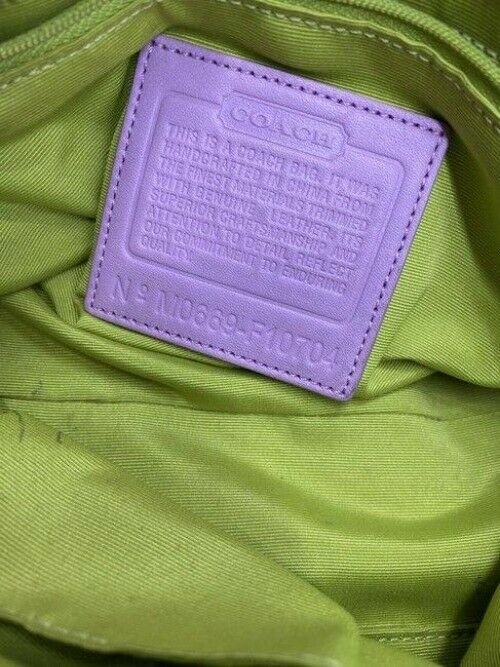 COACH
THIS IS A COACH BAG. IT WAS
HANDCRAFTED IN CHINA FROM
THE FINEST MATERIALS TRIMMED
WITH GENUINE LEATHER. ITS
SUPERIOR CRAFTSMANSHIP AND
ATTENTION TO DETAIL REFLECT
OUR COMMITMENT TO ENDURING
QUALITY.
Nº M0669-F10704